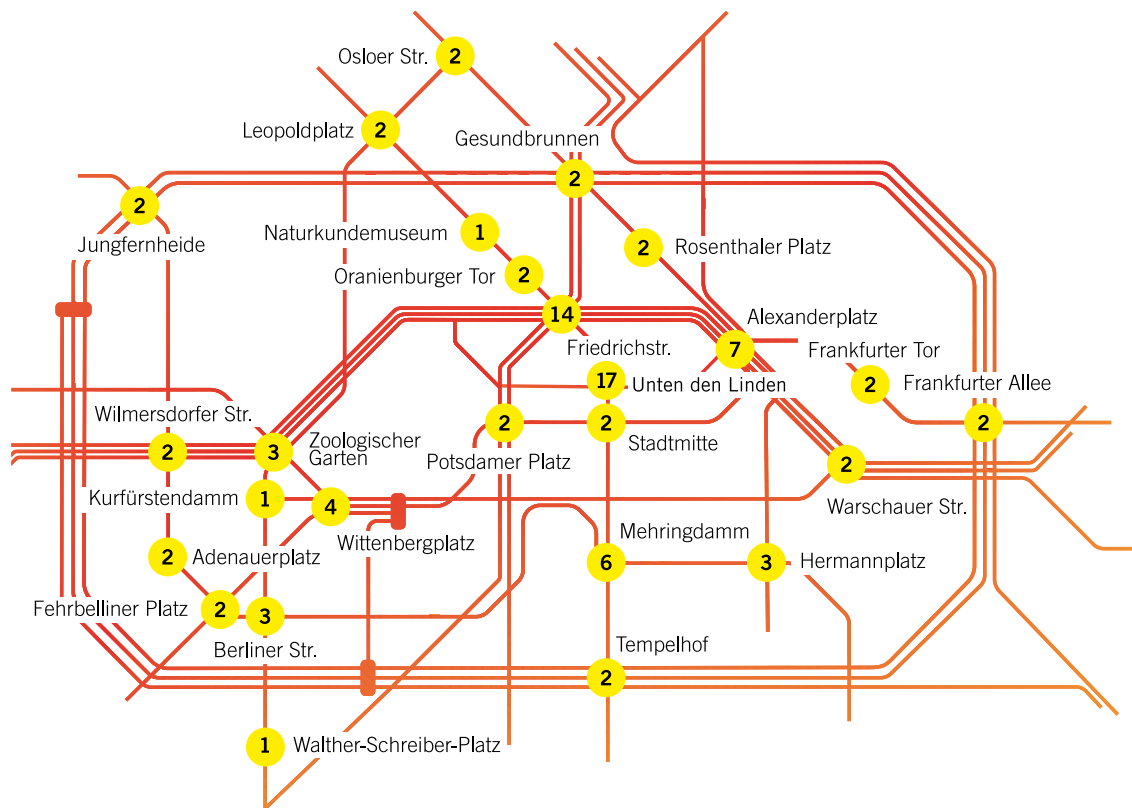 Osloer Str.
2
Leopoldplatz
2
Gesundbrunnen
2
2
Jungfernheide
Naturkundemuseum
1
2
Rosenthaler Platz
Oranienburger Tor
2
14
Friedrichstr.
Alexanderplatz
7
Frankfurter Tor
2
17
Unten den Linden
Frankfurter Allee
2
Wilmersdorfer Str.
2
3
Zoologischer
Garten
2
Potsdamer Platz
2
Stadtmitte
2
Warschauer Str.
Kurfürstendamm
1
4
Wittenbergplatz
Mehringdamm
6
3
Hermannplatz
2
Adenauerplatz
Fehrbelliner Platz
2
3
Berliner Str.
Tempelhof
2
1
Walther-Schreiber-Platz